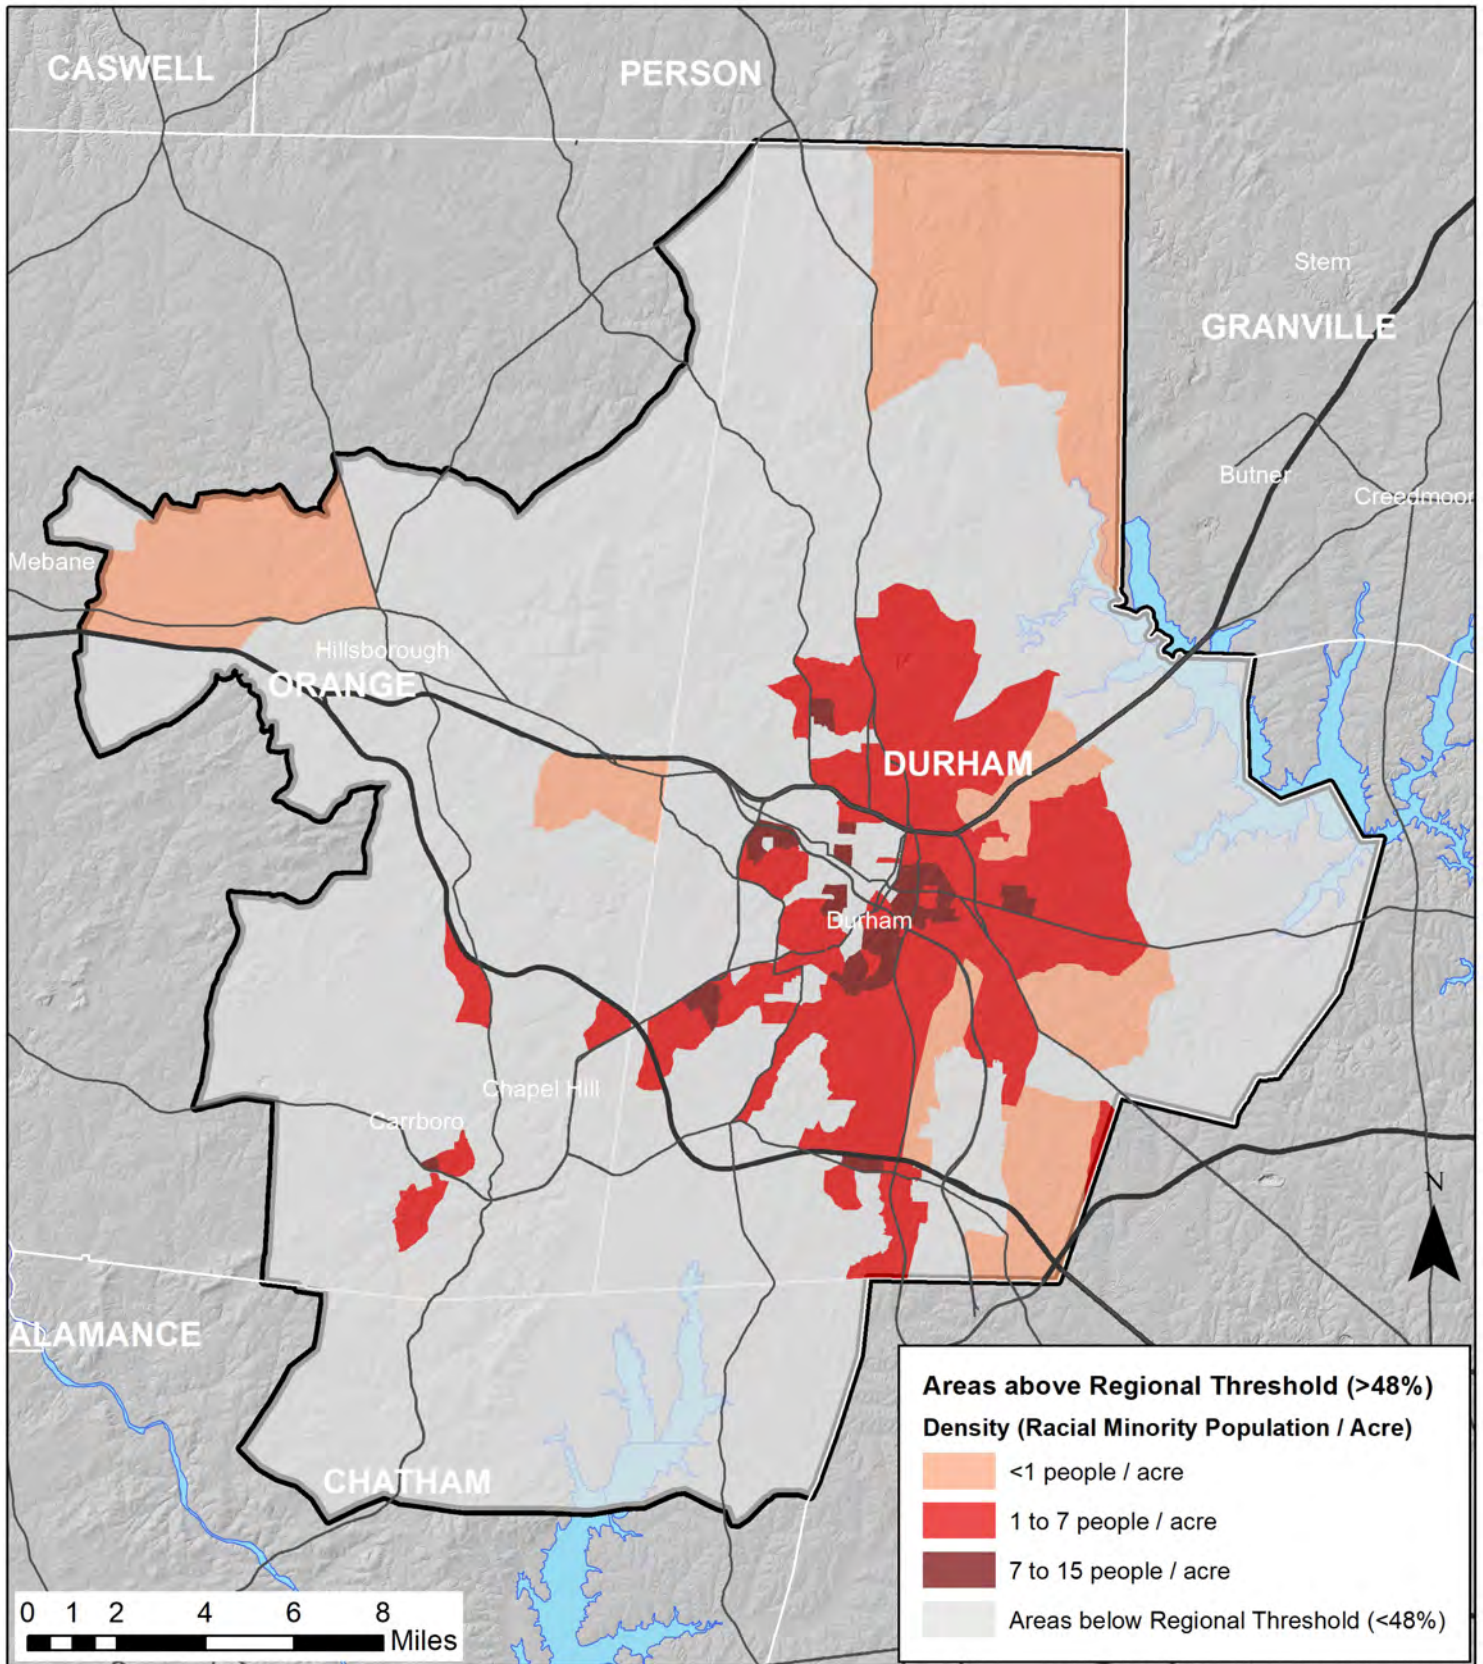 CASWELL
PERSON
Stem
GRANVILLE
Butner
Creedmoor
Mebane
Hillsborough
ORANGE
DURHAM
Durham
Chapel Hill
Carrboro
N
ALAMANCE
CHATHAM
Areas above Regional Threshold (>48%)
Density (Racial Minority Population / Acre)
<1 people / acre
1 to 7 people / acre
7 to 15 people / acre
Areas below Regional Threshold (<48%)
0 1 2 4 6 8
Miles